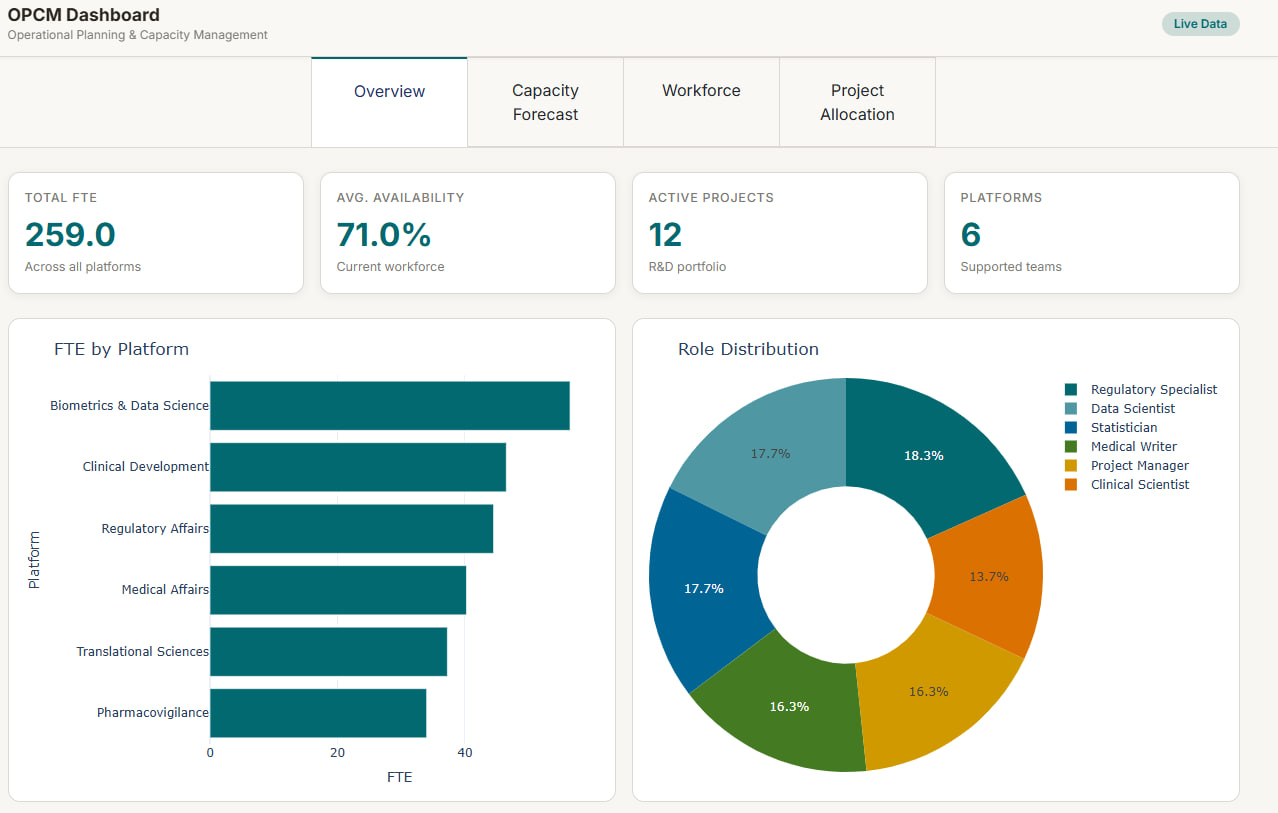 OPCM Dashboard
Operational Planning & Capacity Management
Live Data
Overview
Capacity
Forecast
Workforce
Project
Allocation
TOTAL FTE
259.0
Across all platforms
AVG. AVAILABILITY
71.0%
Current workforce
ACTIVE PROJECTS
12
R&D portfolio
PLATFORMS
6
Supported teams
FTE by Platform
Platform
Biometrics & Data Science
Clinical Development
Regulatory Affairs
Medical Affairs
Translational Sciences
Pharmacovigilance
0 20 40
FTE
Role Distribution
17.7%
18.3%
13.7%
17.7%
16.3%
16.3%
Regulatory Specialist
Data Scientist
Statistician
Medical Writer
Project Manager
Clinical Scientist